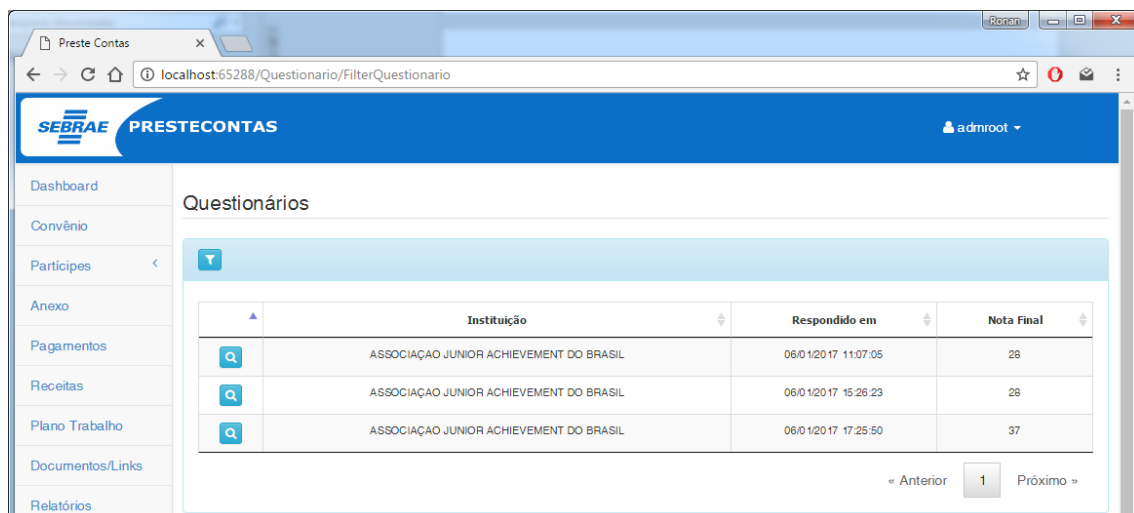 Ronan
Preste Contas
localhost:65288/Questionario/FilterQuestionario
SEBRAE PRESTECONTAS admroot
Dashboard
Questionários
Convênio
Partícipes
Anexo
Instituição Respondido em Nota Final
Pagamentos
ASSOCIAÇAO JUNIOR ACHIEVEMENT DO BRASIL 06/01/2017 11:07:05 28
Receitas
ASSOCIAÇAO JUNIOR ACHIEVEMENT DO BRASIL 06/01/2017 15:26:23 28
Plano Trabalho
ASSOCIAÇAO JUNIOR ACHIEVEMENT DO BRASIL 06/01/2017 17:25:50 37
Documentos/Links
« Anterior 1 Próximo »
Relatórios